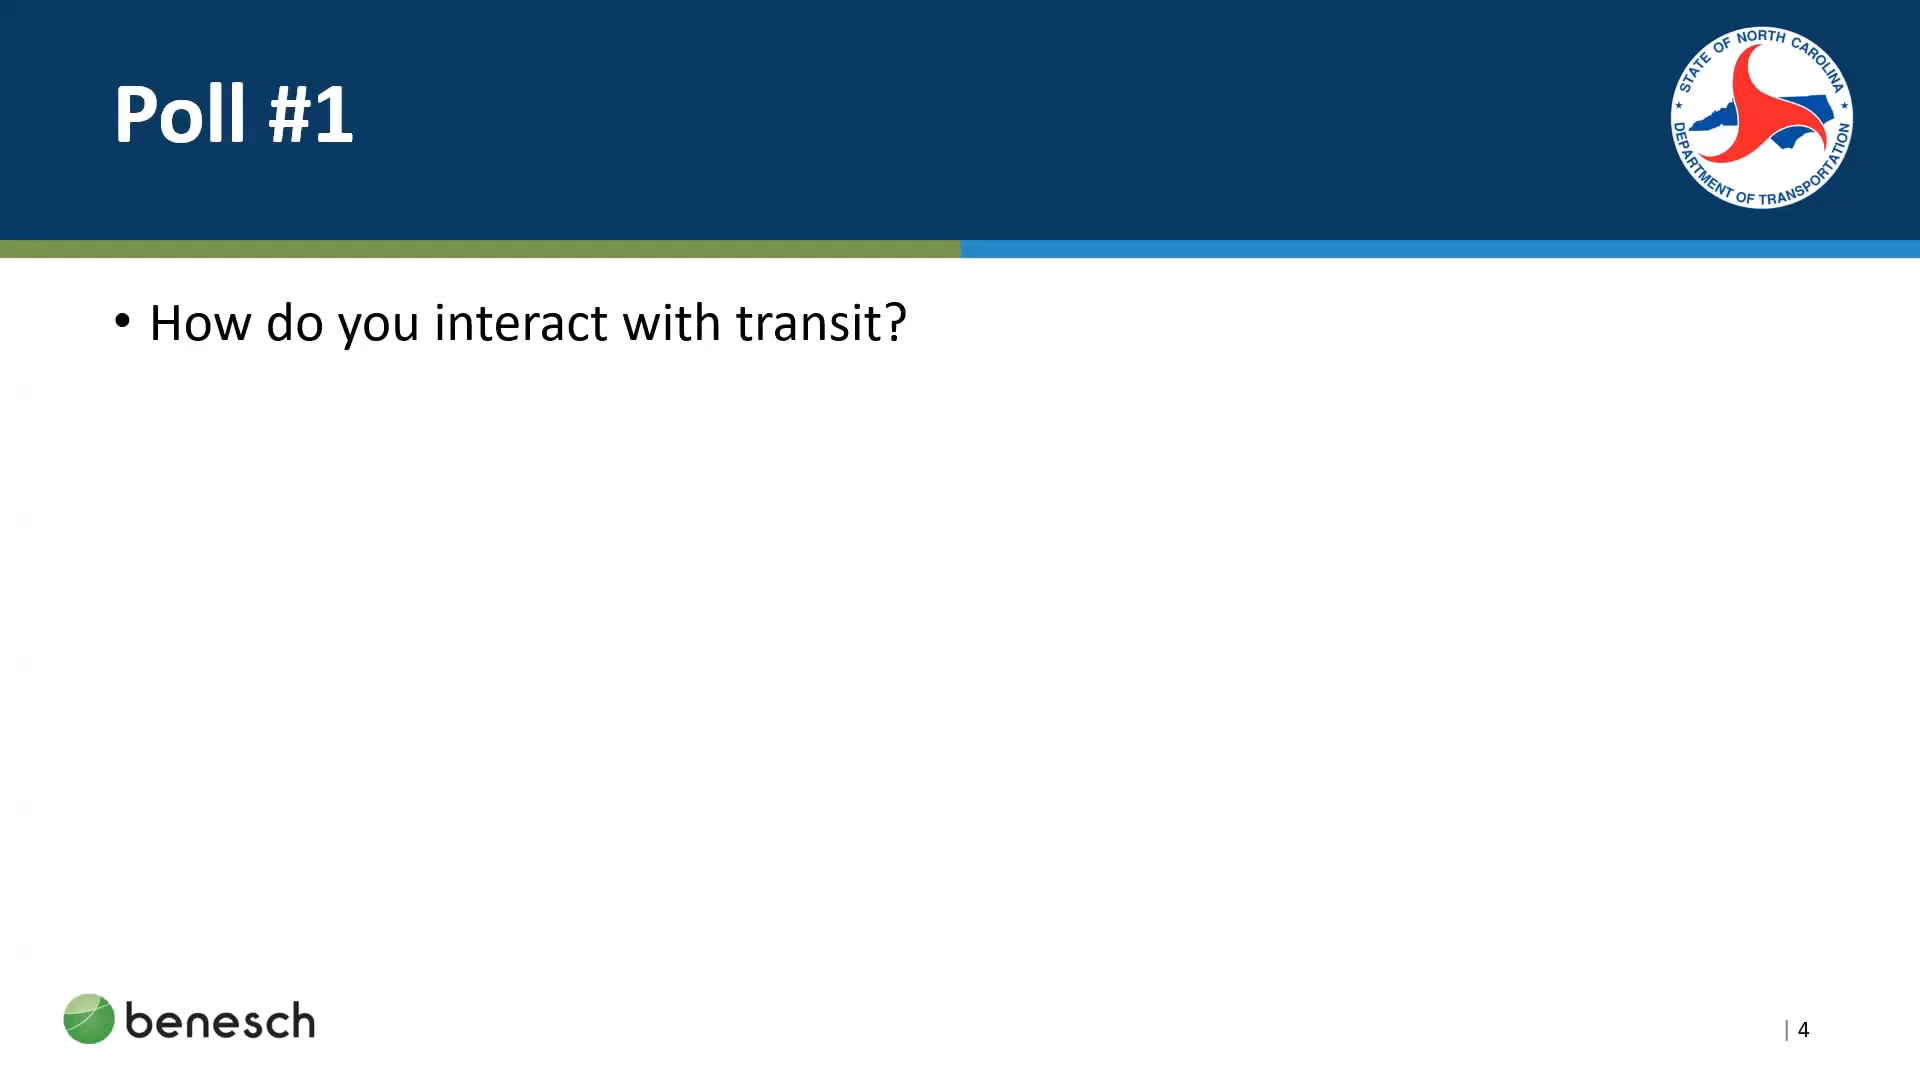 Poll #1
STATE OF NORTH CAROLINA
DEPARTMENT OF TRANSPORTATION
• How do you interact with transit?
benesch
| 4